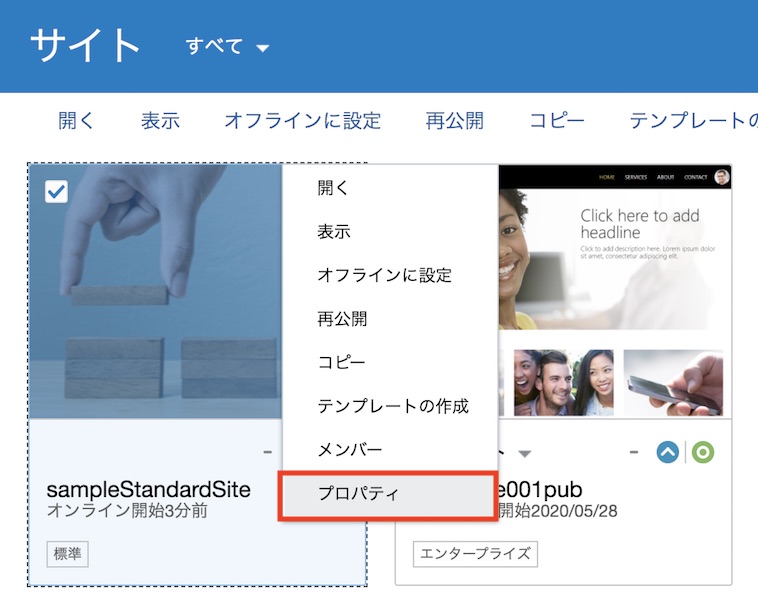 サイト すべて
開く 表示 オフラインに設定 再公開 コピー テンプレートの
開く
表示
オフラインに設定
再公開
コピー
テンプレートの作成
メンバー
プロパティ
sampleStandardSite
オンライン開始3分前
標準
HOME SERVICES ABOUT CONTACT
Click here to add
headline
Click to add description here. Lorem ipsum dolor
sit amet, consectetur adipiscing elit.
e001pub
開始2020/05/28
エンタープライズ